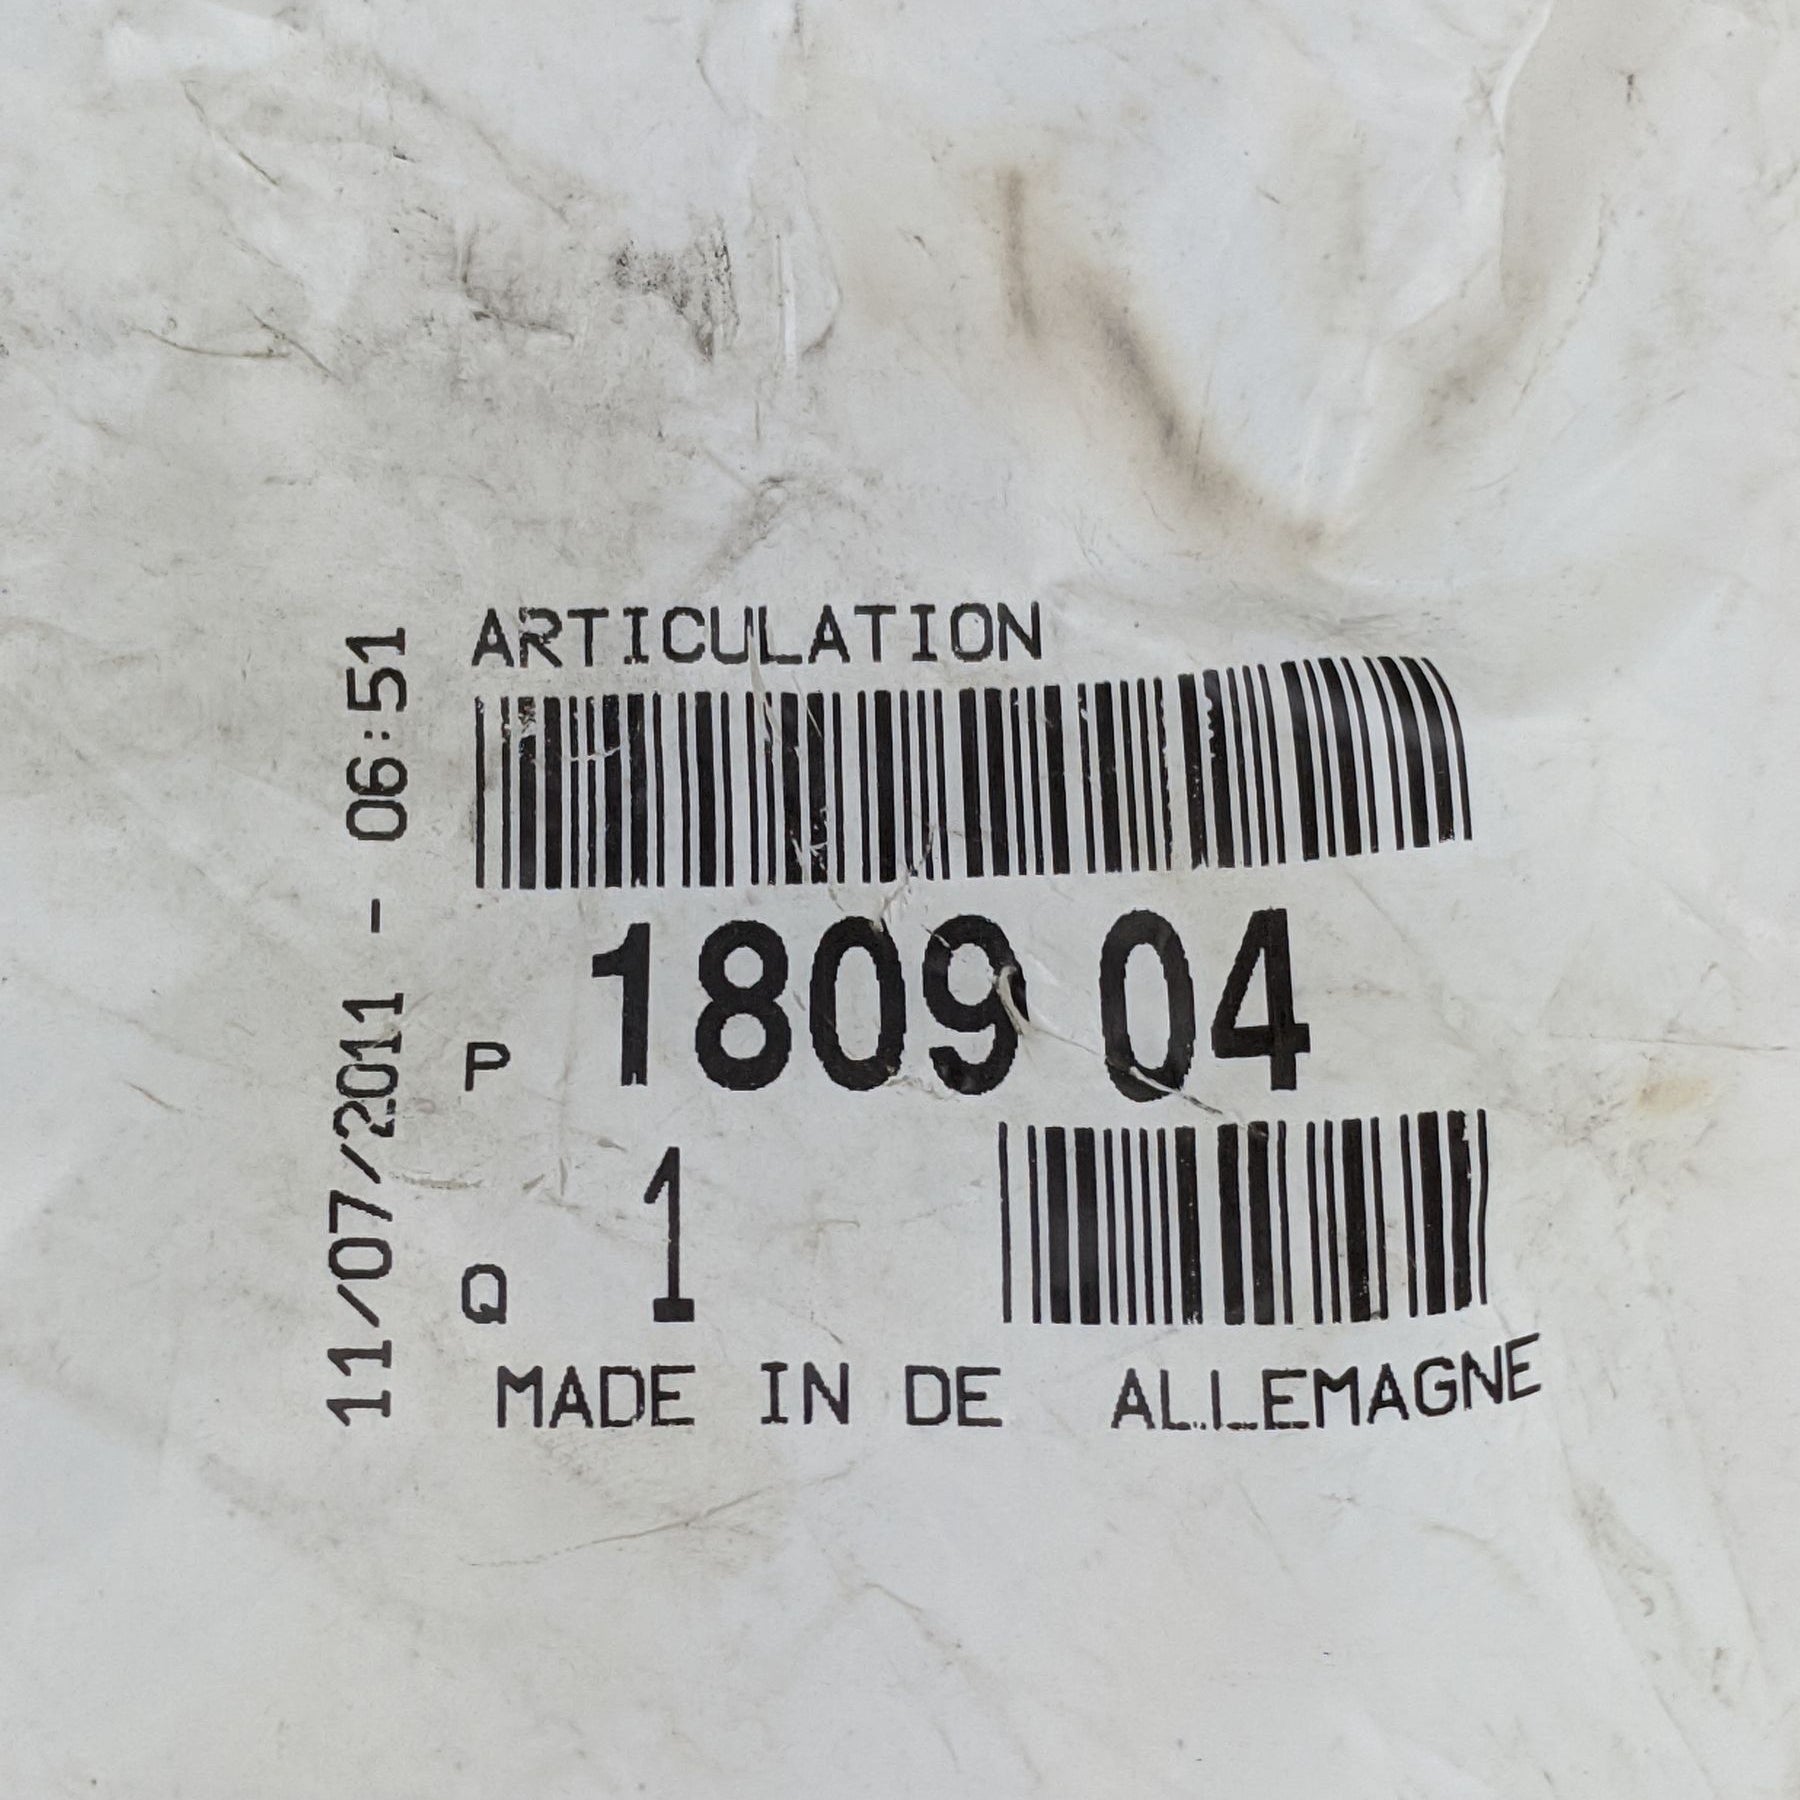 ARTICULATION
P 1809 04
Q 1
MADE IN DE ALLEMAGNE
11/07/2011 - 06:51